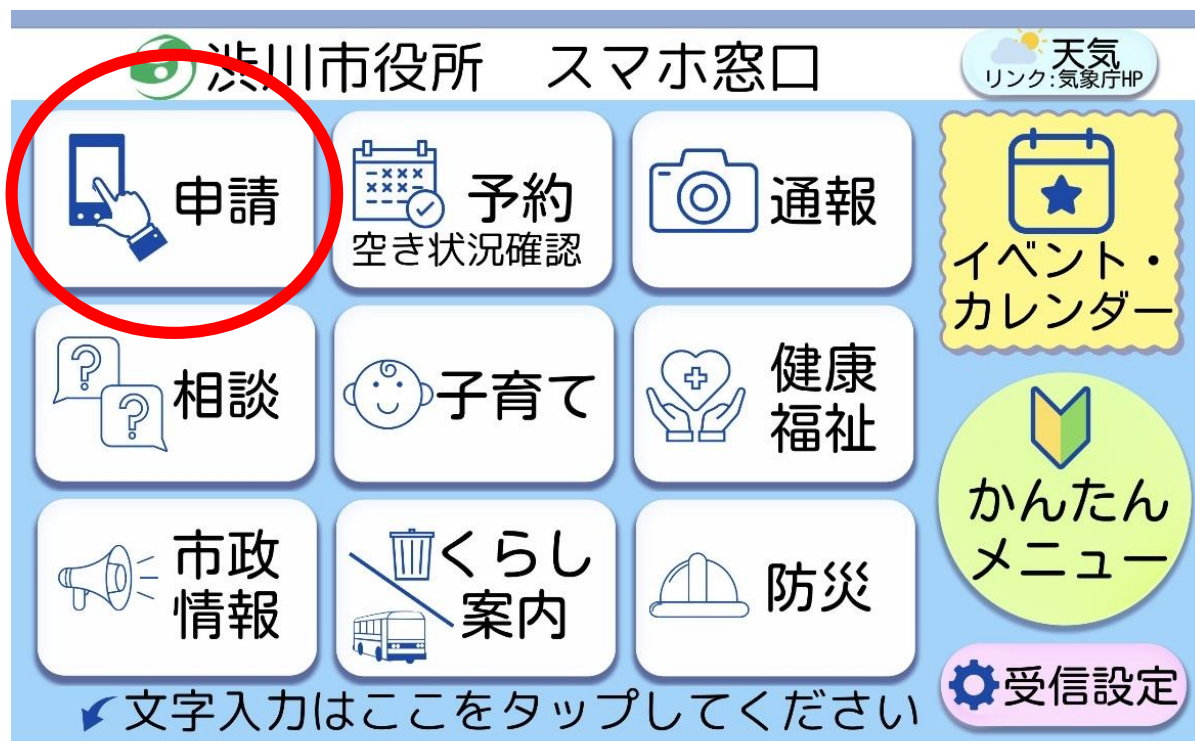 渋川市役所　スマホ窓口
天気
リンク:気象庁HP
申請
予約
空き状況確認
通報
イベント・
カレンダー
相談
子育て
健康
福祉
かんたん
メニュー
市政
情報
くらし
案内
防災
受信設定
文字入力はここをタップしてください